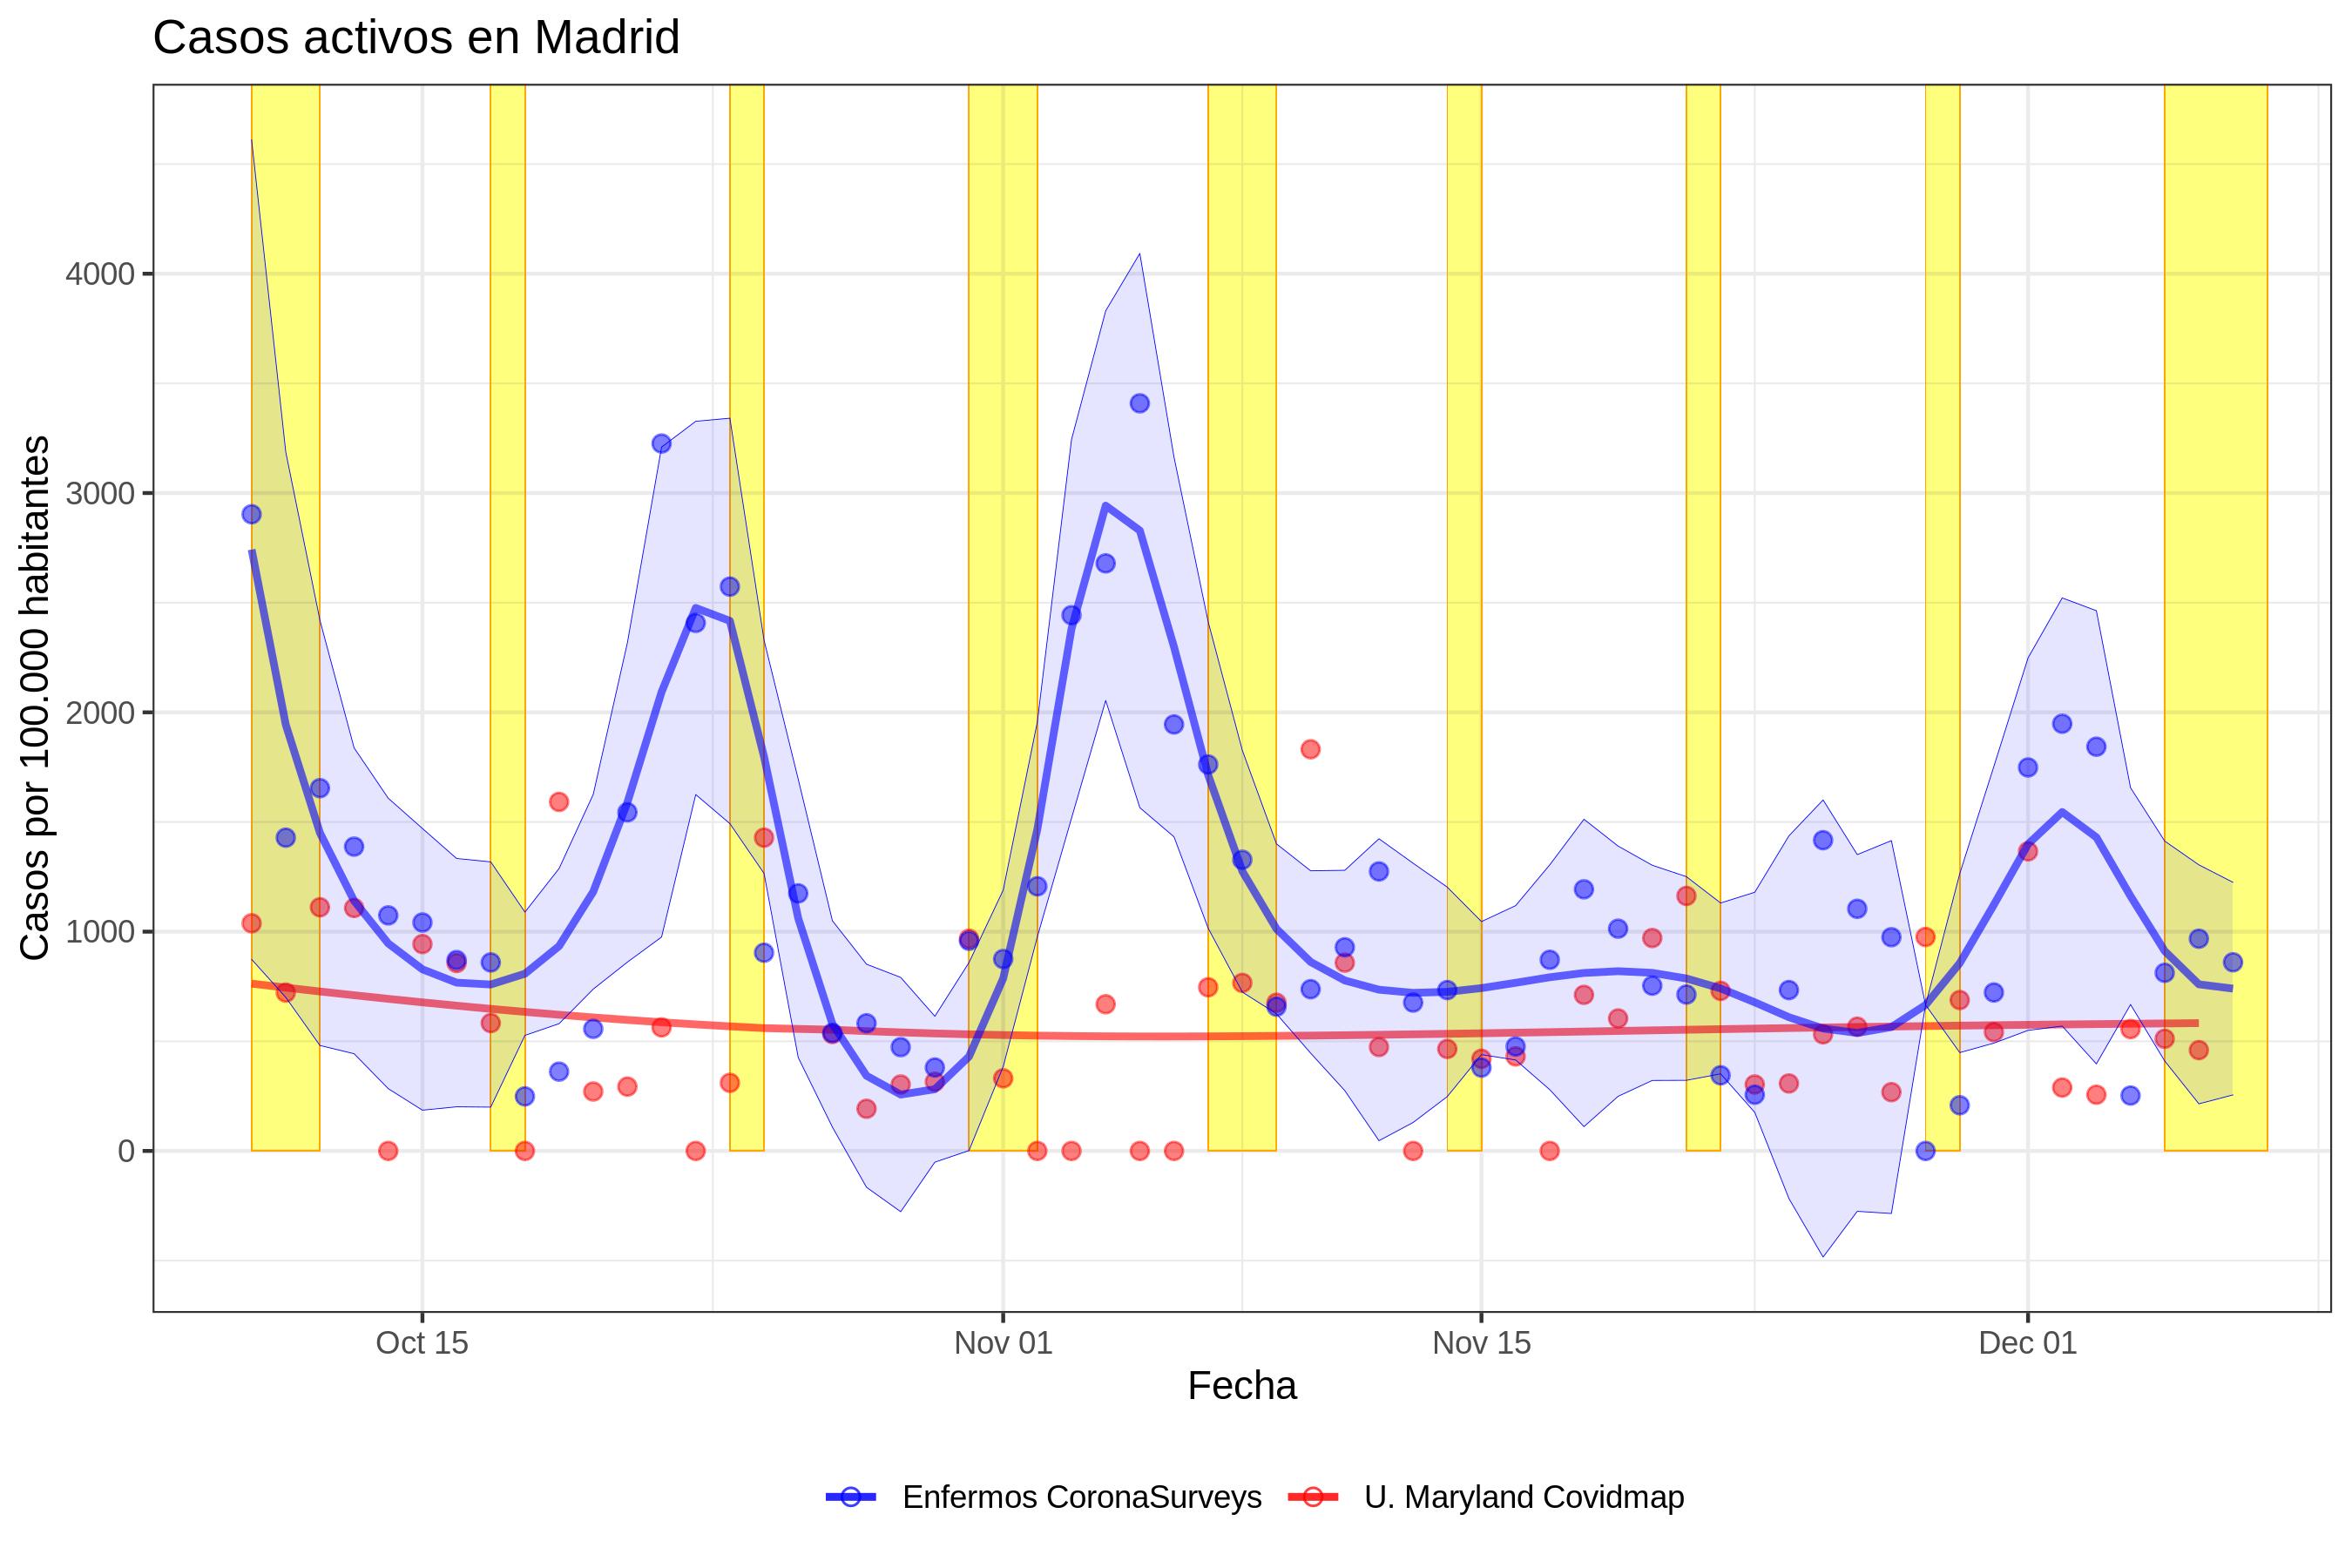 Casos activos en Madrid
Casos por 100.000 habitantes
4000
3000
2000
1000
0
Oct 15 Nov 01 Nov 15 Dec 01
Fecha
Enfermos CoronaSurveys U. Maryland Covidmap